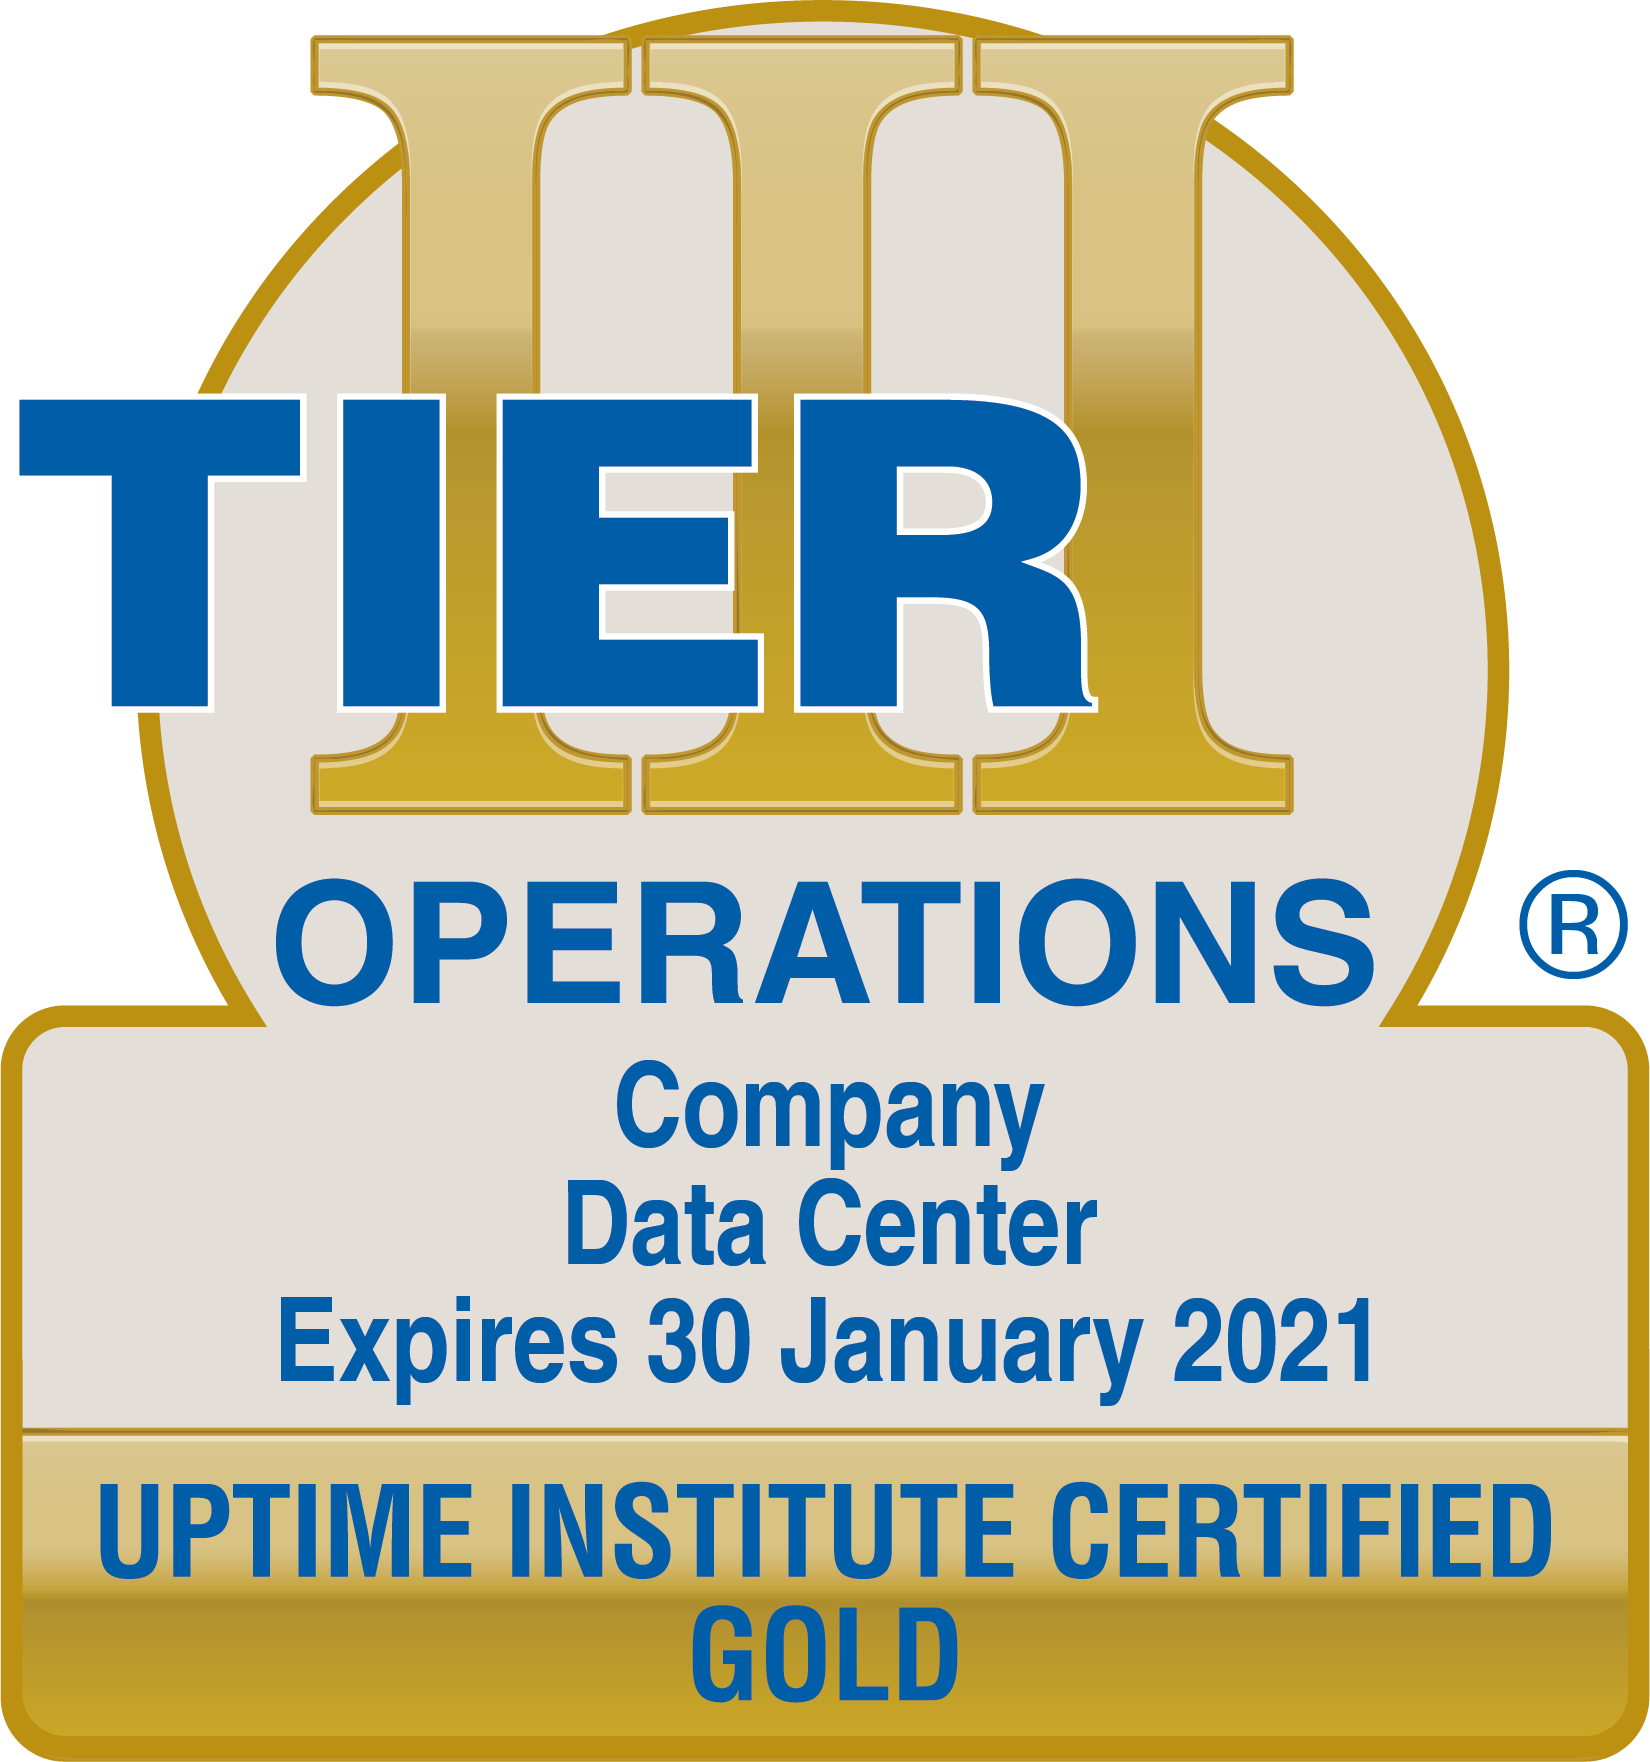 III
TIER
OPERATIONS
®
Company
Data Center
Expires 30 January 2021
UPTIME INSTITUTE CERTIFIED
GOLD